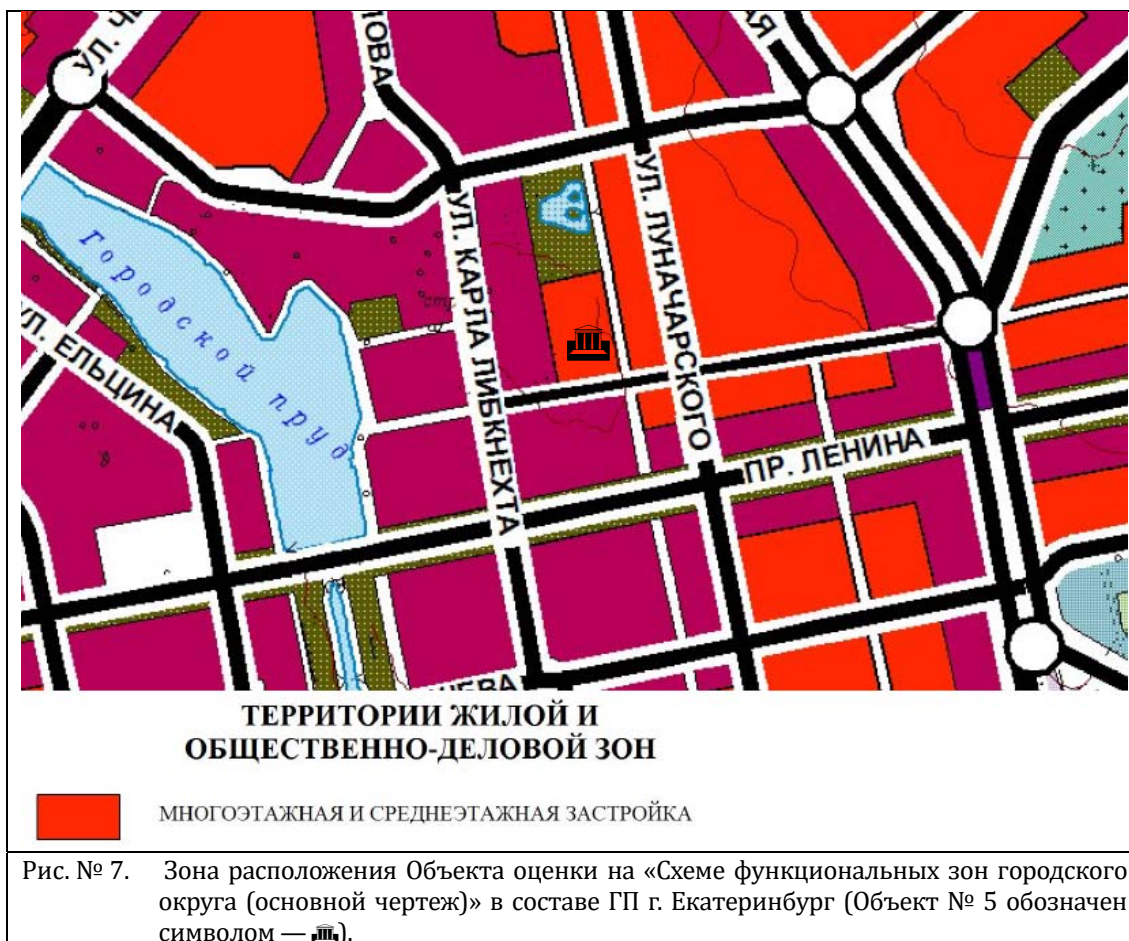 УЛ. Ч
ЛОВА
АЯ
УЛ. ЛУНАЧАРСКОГО
УЛ. КАРЛА ЛИБКНЕХТА
Городской пруд
УЛ. ЕЛЬЦИНА
ПР. ЛЕНИНА
ШЕВА
ТЕРРИТОРИИ ЖИЛОЙ И
ОБЩЕСТВЕННО-ДЕЛОВОЙ ЗОН
МНОГОЭТАЖНАЯ И СРЕДНЕЭТАЖНАЯ ЗАСТРОЙКА
Рис. № 7. Зона расположения Объекта оценки на «Схеме функциональных зон городского
округа (основной чертеж)» в составе ГП г. Екатеринбург (Объект № 5 обозначен
символом — ).